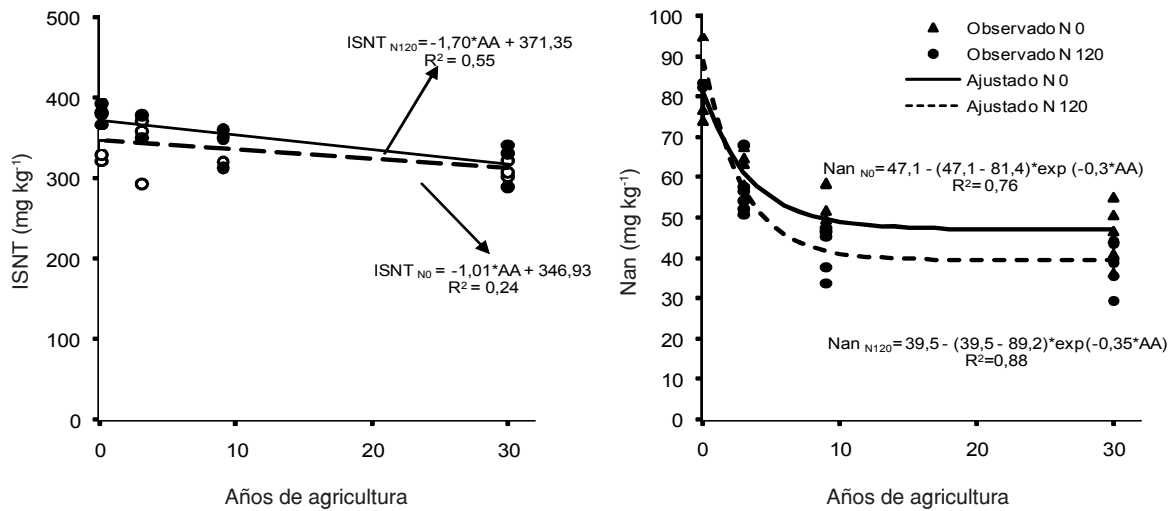 ISNT (mg kg-1)
500
400
300
200
100
0
ISNT N120=-1,70*AA + 371,35
R2 = 0,55
ISNT N0 = -1,01*AA + 346,93
R2 = 0,24
0 10 20 30
Años de agricultura
Nan (mg kg-1)
100
90
80
70
60
50
40
30
20
10
0
Observado N 0
Observado N 120
Ajustado N 0
Ajustado N 120
Nan N0=47,1 - (47,1 - 81,4)*exp (-0,3*AA)
R2=0,76
Nan N120=39,5 - (39,5 - 89,2)*exp(-0,35*AA)
R2=0,88
0 10 20 30
Años de agricultura